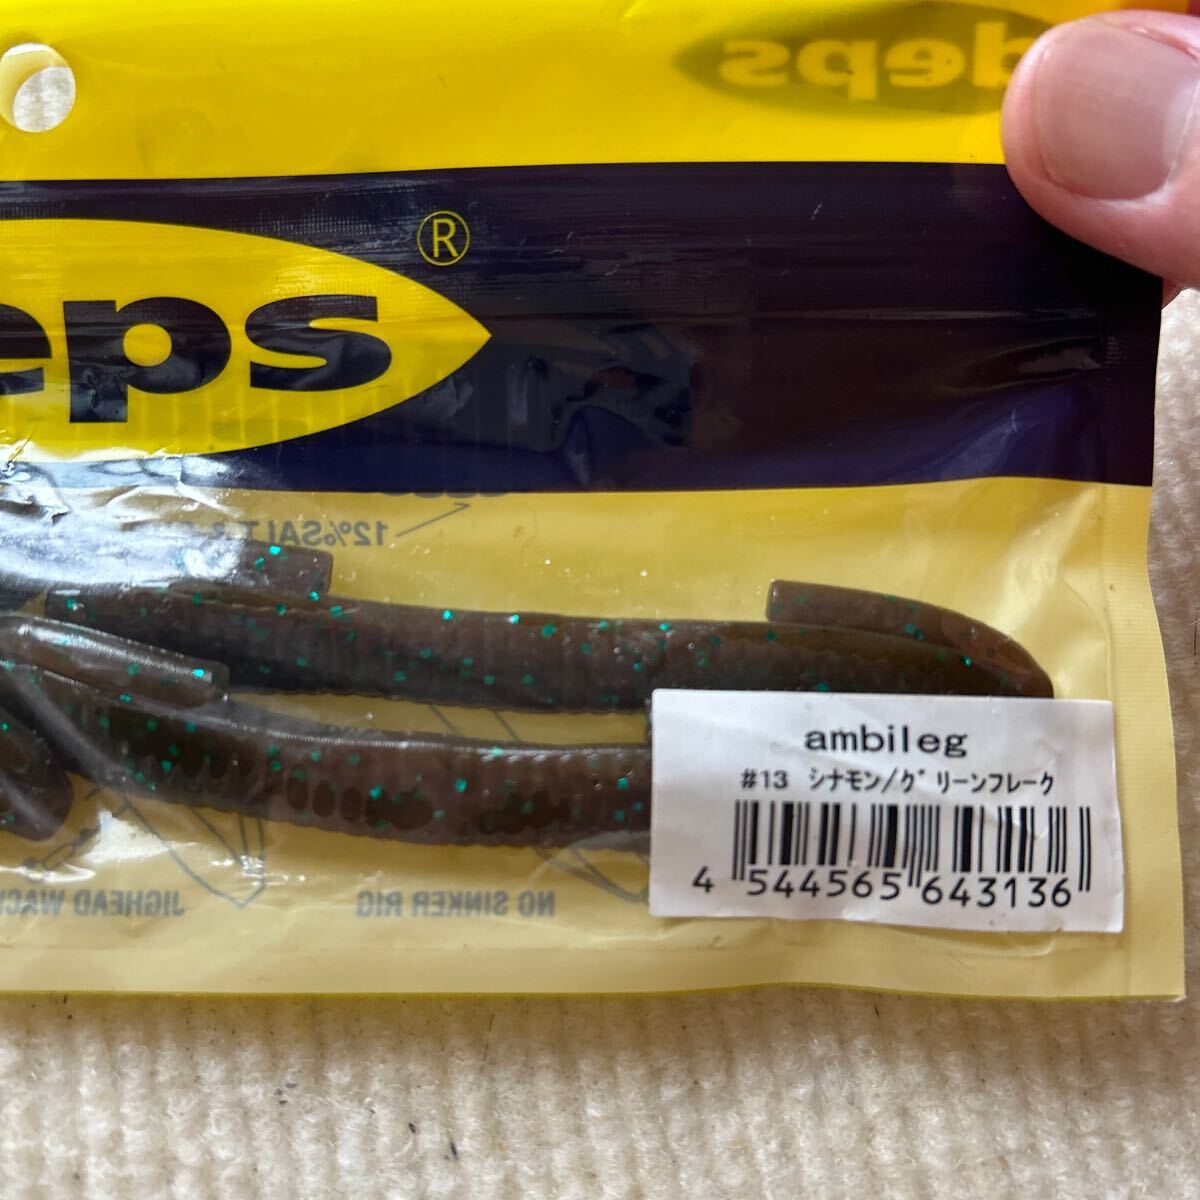 deps
eps ®
12%SALT &
ambileg
#13 シナモン/グリーンフレーク
4 544565 643136
JIGHEAD WAC
NO SINKER RIG